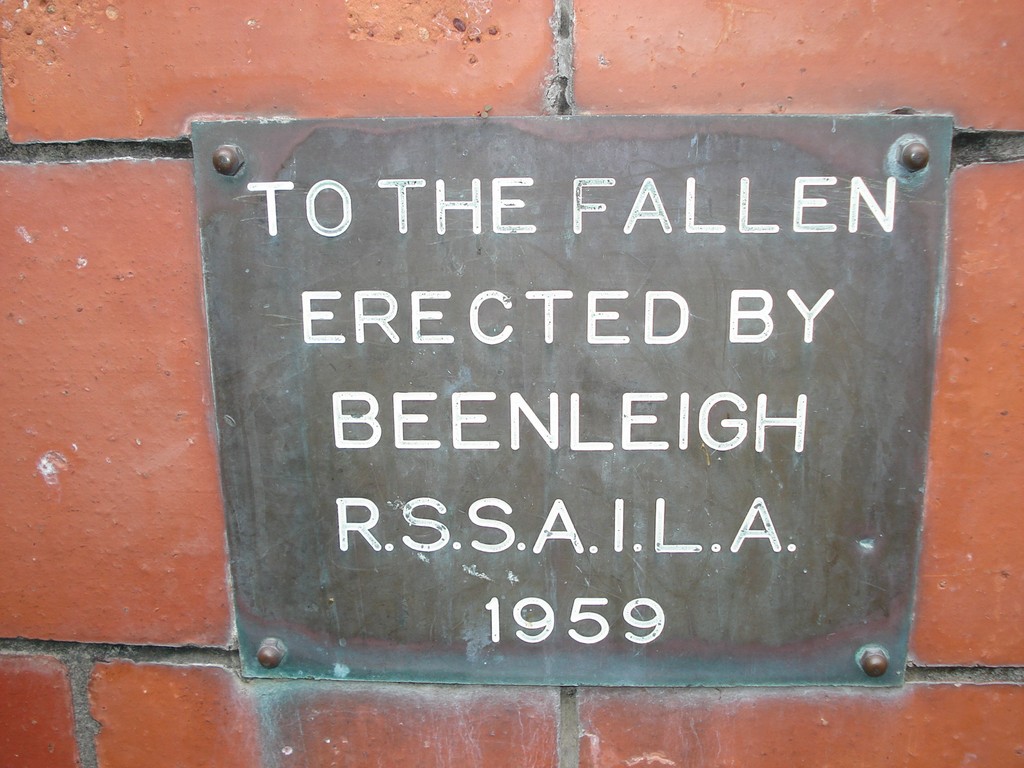 TO THE FALLEN
ERECTED BY
BEENLEIGH
R.S.S.A.I.L.A.
1959